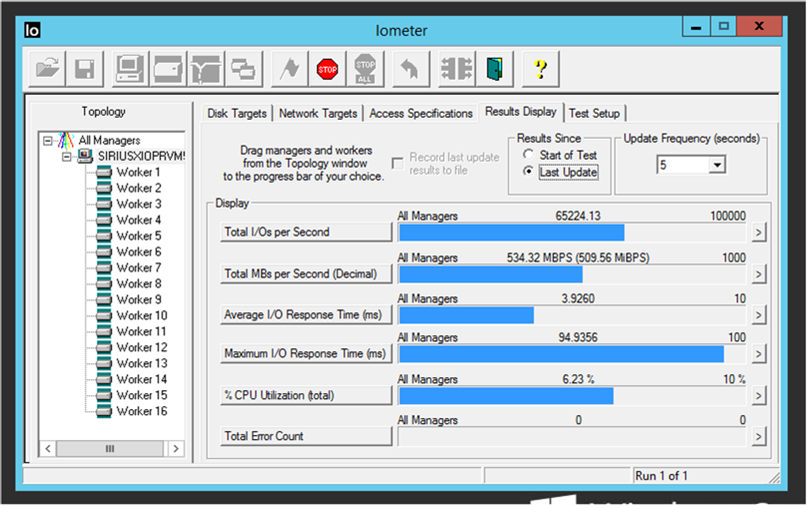 Io
Iometer
STOP
STOP ALL
?
Topology
All Managers
SIRIUSXIOPRVM
Worker 1
Worker 2
Worker 3
Worker 4
Worker 5
Worker 6
Worker 7
Worker 8
Worker 9
Worker 10
Worker 11
Worker 12
Worker 13
Worker 14
Worker 15
Worker 16
Disk Targets
Network Targets
Access Specifications
Results Display
Test Setup
Drag managers and workers
from the Topology window
to the progress bar of your choice.
Record last update
results to file
Results Since
Start of Test
Last Update
Update Frequency (seconds)
5
Display
Total I/Os per Second
All Managers 65224.13 100000
>
Total MBs per Second (Decimal)
All Managers 534.32 MBPS (509.56 MiBPS) 1000
>
Average I/O Response Time (ms)
All Managers 3.9260 10
>
Maximum I/O Response Time (ms)
All Managers 94.9356 100
>
% CPU Utilization (total)
All Managers 6.23 % 10 %
>
Total Error Count
All Managers 0 0
>
Run 1 of 1